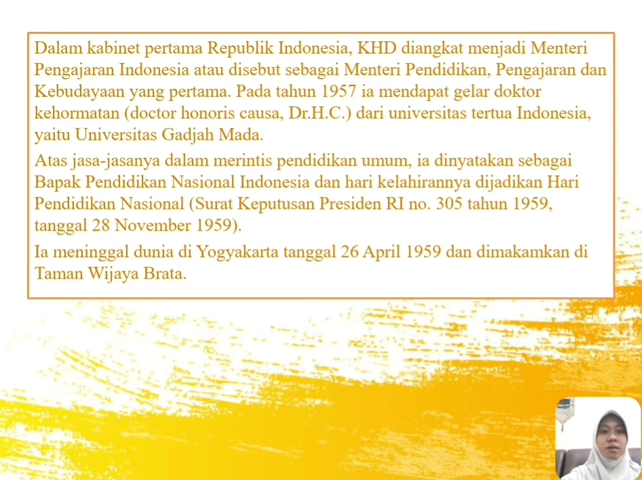 Dalam kabinet pertama Republik Indonesia, KHD diangkat menjadi Menteri
Pengajaran Indonesia atau disebut sebagai Menteri Pendidikan, Pengajaran dan
Kebudayaan yang pertama. Pada tahun 1957 ia mendapat gelar doktor
kehormatan (doctor honoris causa, Dr.H.C.) dari universitas tertua Indonesia,
yaitu Universitas Gadjah Mada.
Atas jasa-jasanya dalam merintis pendidikan umum, ia dinyatakan sebagai
Bapak Pendidikan Nasional Indonesia dan hari kelahirannya dijadikan Hari
Pendidikan Nasional (Surat Keputusan Presiden RI no. 305 tahun 1959,
tanggal 28 November 1959).
Ia meninggal dunia di Yogyakarta tanggal 26 April 1959 dan dimakamkan di
Taman Wijaya Brata.